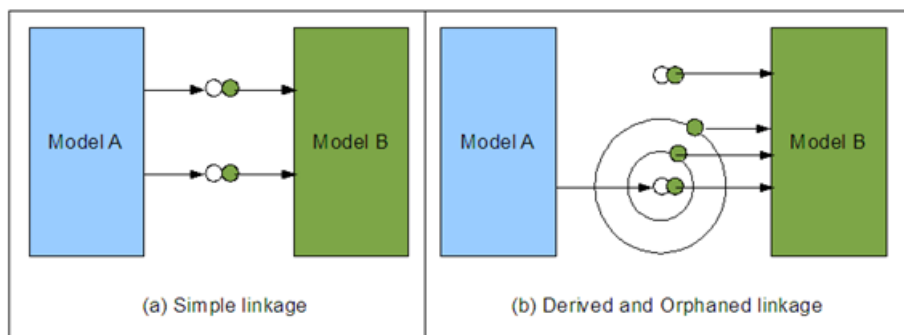 Model A
Model B
(a) Simple linkage
Model A
Model B
(b) Derived and Orphaned linkage